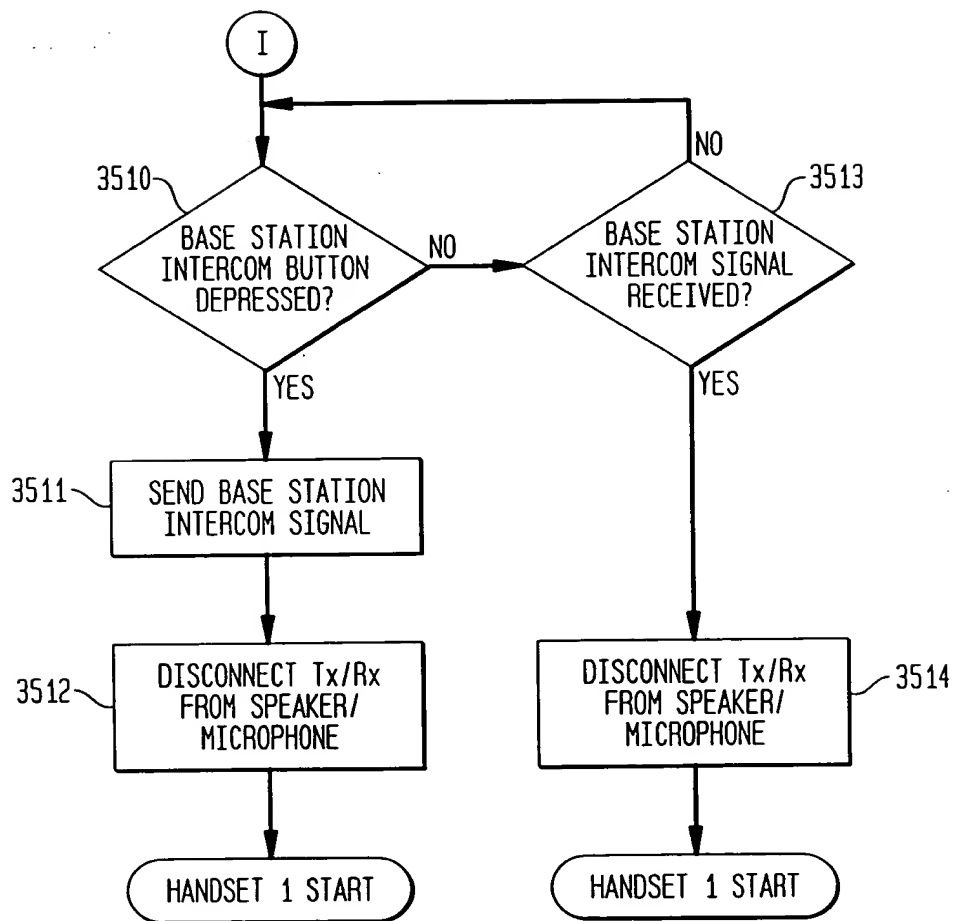 I
NO
3510
3513
BASE STATION
INTERCOM BUTTON
DEPRESSED?
NO
BASE STATION
INTERCOM SIGNAL
RECEIVED?
YES
YES
3511
SEND BASE STATION
INTERCOM SIGNAL
3512
DISCONNECT Tx/Rx
FROM SPEAKER/
MICROPHONE
DISCONNECT Tx/Rx
FROM SPEAKER/
MICROPHONE
3514
HANDSET 1 START
HANDSET 1 START